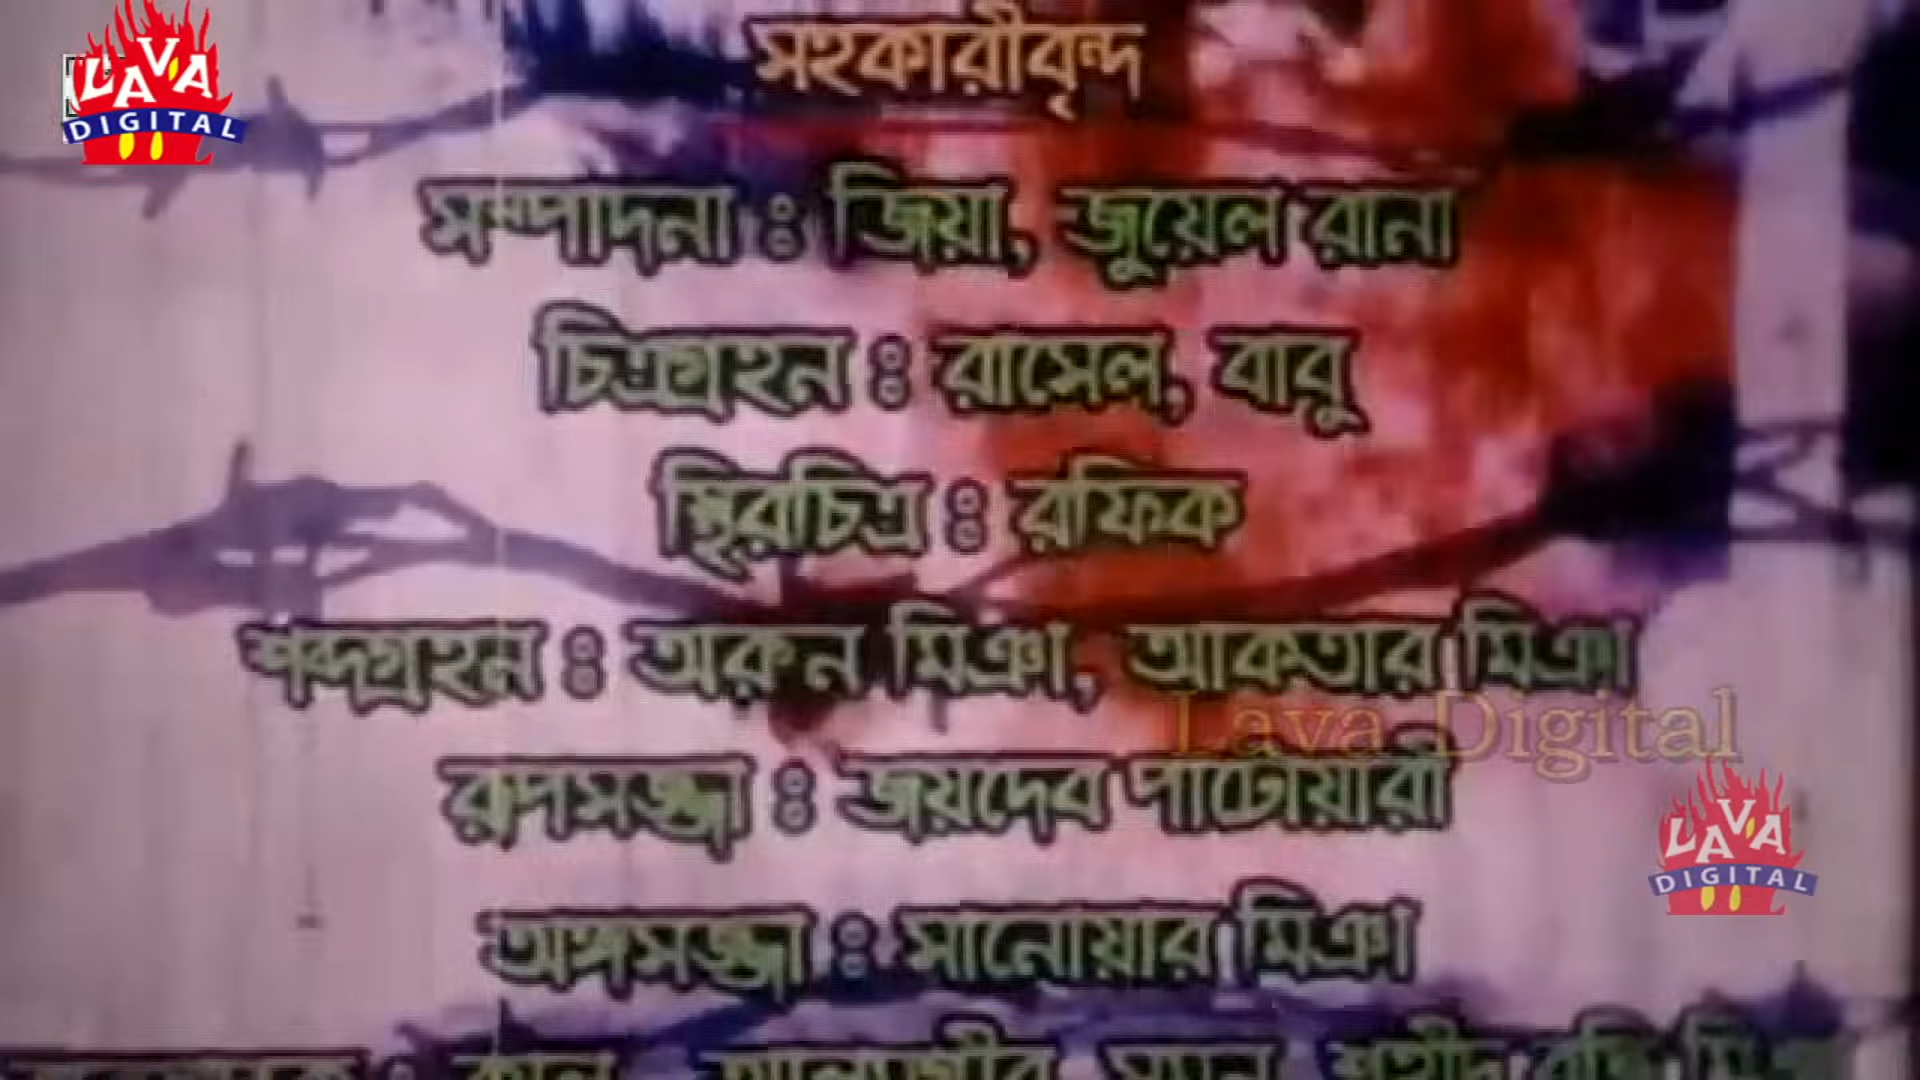 LAVA
DIGITAL
সহকারীবৃন্দ
সম্পাদনা ঃ জিয়া, জুয়েল রানা
চিত্রগ্রহন ঃ রাসেল, বাবু
স্থিরচিত্র ঃ রফিক
শব্দগ্রহন ঃ অরুন মিঞা, আকতার মিঞা
Lava Digital
রুপসজ্জা ঃ জয়দেব পাটোয়ারী
LAVA
DIGITAL
অঙ্গসজ্জা ঃ মানোয়ার মিঞা